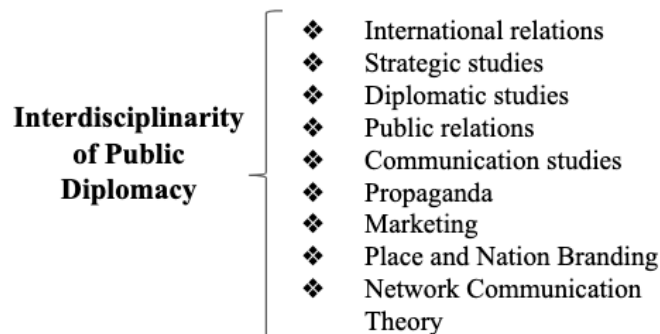 Interdisciplinarity
of Public
Diplomacy
❖ International relations
❖ Strategic studies
❖ Diplomatic studies
❖ Public relations
❖ Communication studies
❖ Propaganda
❖ Marketing
❖ Place and Nation Branding
❖ Network Communication
Theory